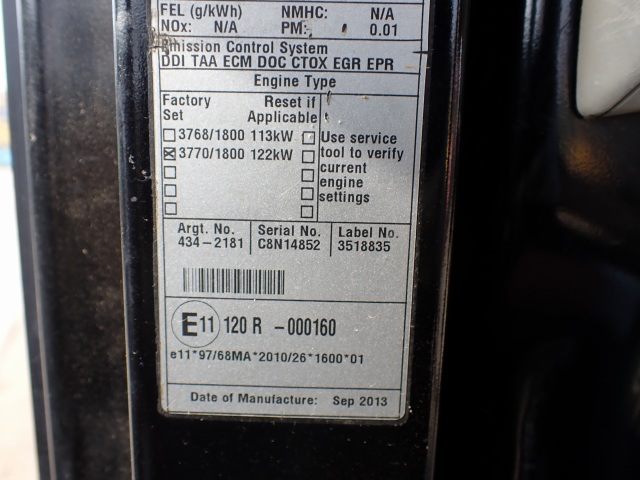 FEL (g/kWh) NMHC: N/A
NOx: N/A PM: 0.01
Emission Control System
DDI TAA ECM DOC CTOX EGR EPR
Engine Type
Factory Set Reset if Applicable
3768/1800 113kW
3770/1800 122kW
Use service
tool to verify
current
engine
settings
Argt. No. Serial No. Label No.
434-2181 C8N14852 3518835
E11 120 R -000160
e11*97/68MA*2010/26*1600*01
Date of Manufacture: Sep 2013